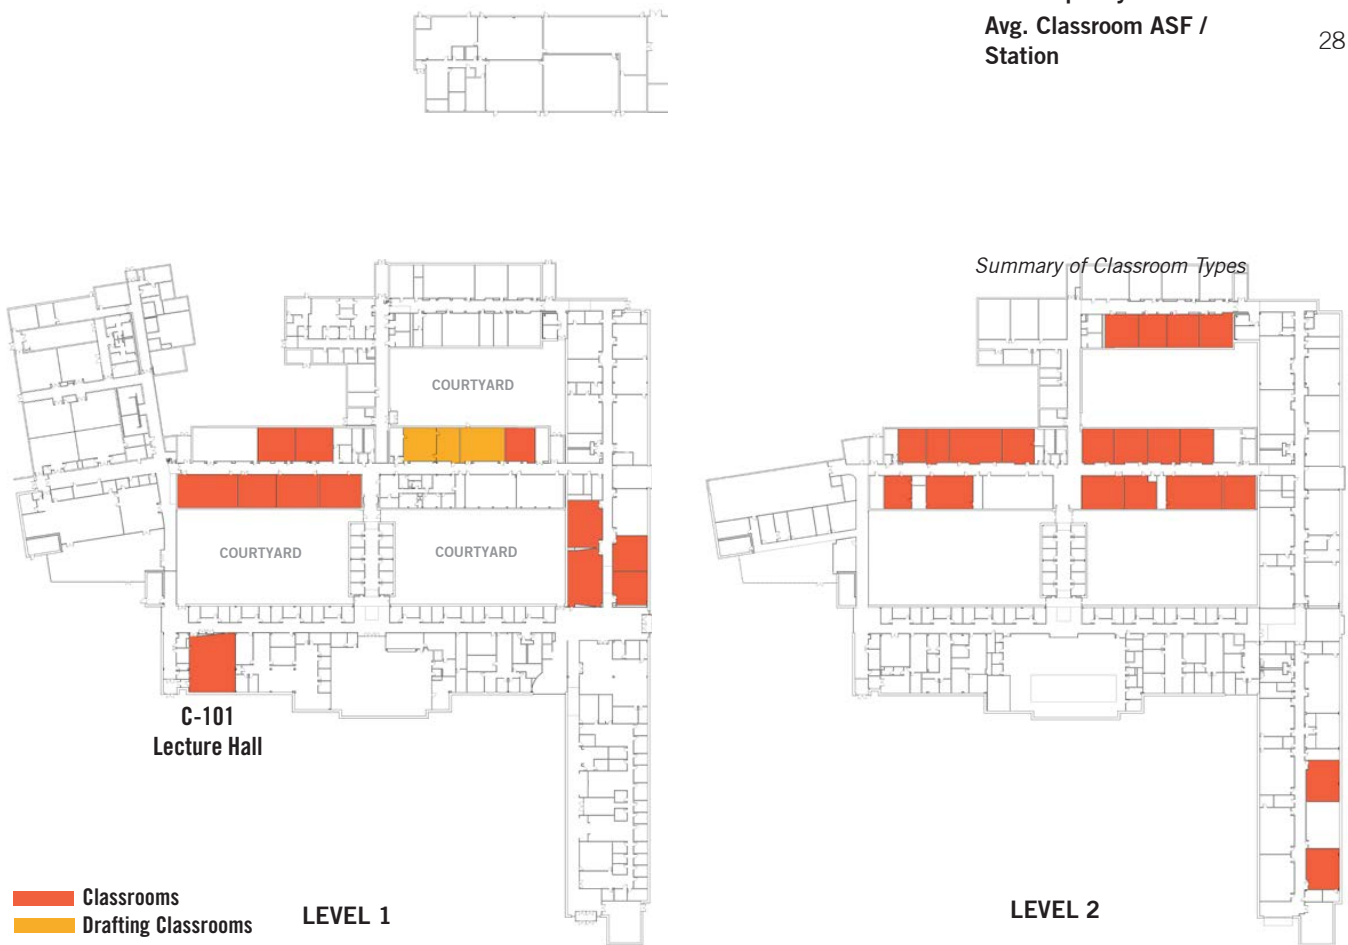 Avg. Classroom ASF /
Station
28
Summary of Classroom Types
COURTYARD
COURTYARD
COURTYARD
C-101
Lecture Hall
Classrooms
Drafting Classrooms
LEVEL 1
LEVEL 2